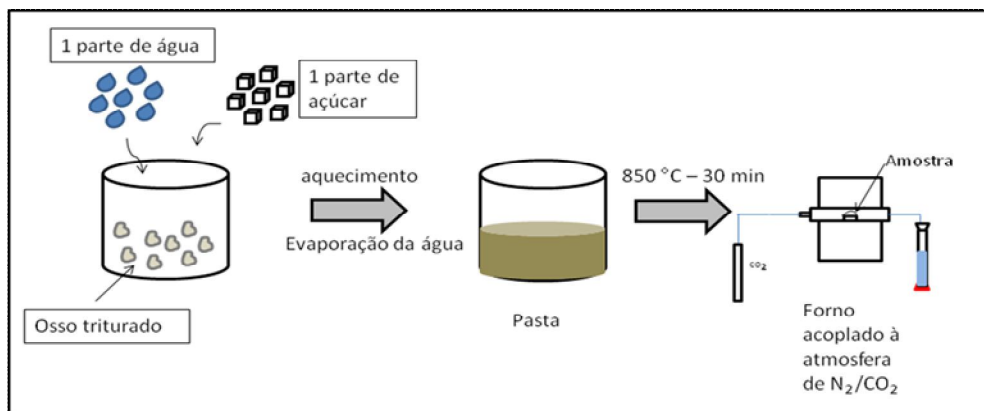 1 parte de água
1 parte de
açúcar
Osso triturado
aquecimento
Evaporação da água
Pasta
850 °C – 30 min
Amostra
CO₂
Forno
acoplado à
atmosfera
de N₂/CO₂